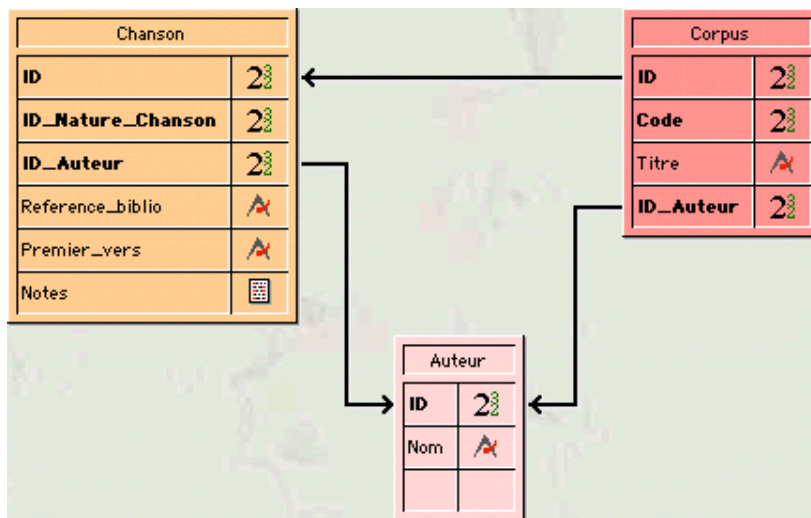 Chanson
ID
ID_Nature_Chanson
ID_Auteur
Reference_biblio
Premier_vers
Notes
Corpus
ID
Code
Titre
ID_Auteur
Auteur
ID
Nom